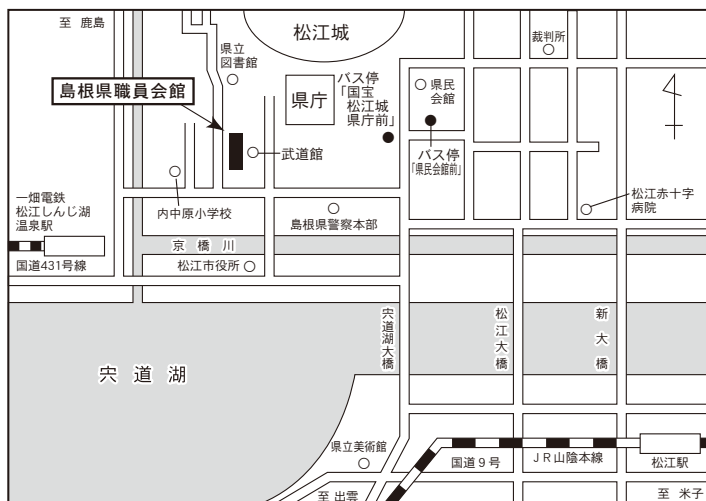 至 鹿島
松江城
裁判所
県立
図書館
バス停
「国宝
松江城
県庁前」
県民
会館
島根県職員会館
県庁
武道館
バス停
「県民会館前」
一畑電鉄
松江しんじ湖
温泉駅
内中原小学校
島根県警察本部
松江赤十字
病院
京橋川
国道431号線
松江市役所
宍道湖大橋
松江大橋
新大橋
宍道湖
県立美術館
国道9号
JR山陰本線
松江駅
至 出雲
至 米子